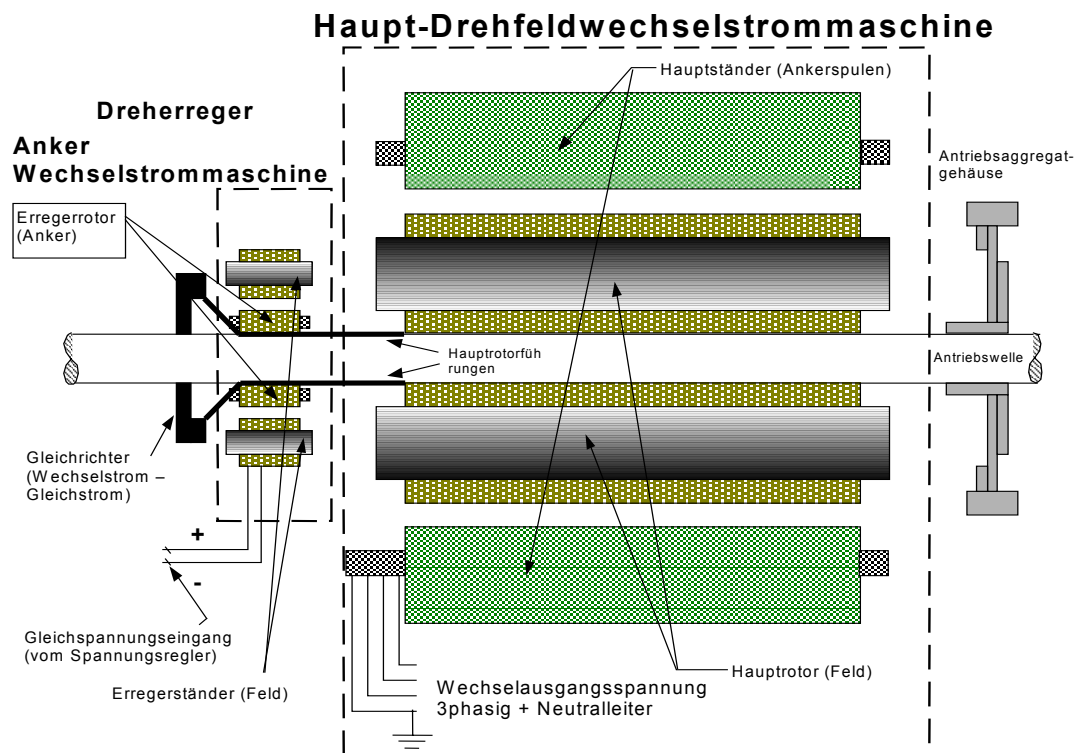 Haupt-Drehfeldwechselstrommaschine
Hauptständer (Ankerspulen)
Dreherreger
Anker
Wechselstrommaschine
Antriebsaggregat-
gehäuse
Erregerrotor
(Anker)
Hauptrotorfüh
rungen
Antriebswelle
Gleichrichter
(Wechselstrom –
Gleichstrom)
+
-
Gleichspannungseingang
(vom Spannungsregler)
Erregerständer (Feld)
Hauptrotor (Feld)
Wechselausgangsspannung
3phasig + Neutralleiter